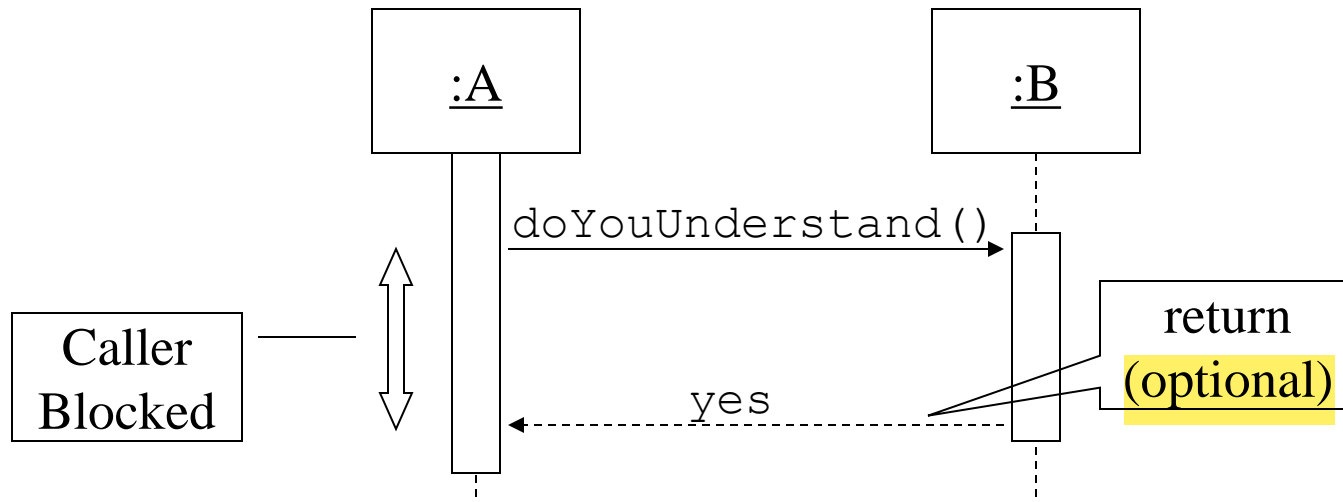 :A
:B
doYouUnderstand()
Caller
Blocked
return
(optional)
yes